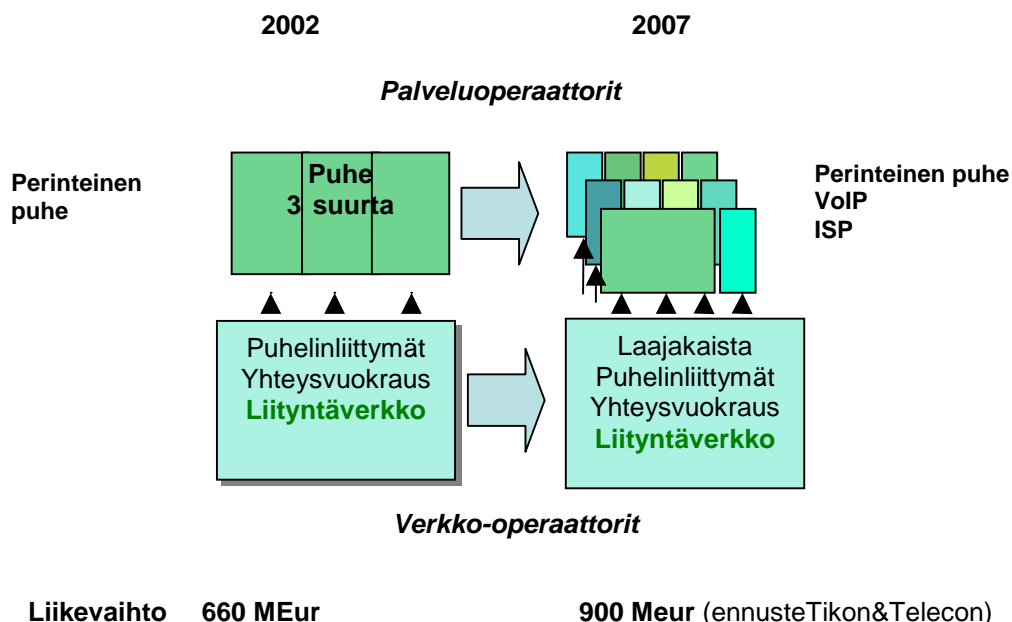 2002 2007
Palveluoperaattorit
Perinteinen
puhe
Puhe
3 suurta
Perinteinen puhe
VoIP
ISP
Puhelinliittymät
Yhteysvuokraus
Liityntäverkko
Laajakaista
Puhelinliittymät
Yhteysvuokraus
Liityntäverkko
Verkko-operaattorit
Liikevaihto 660 MEur 900 Meur (ennusteTikon&Telecon)